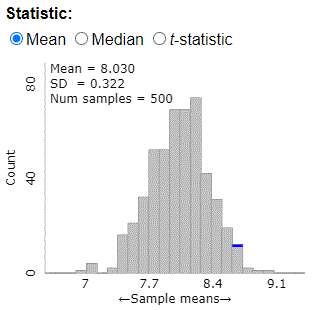 Statistic:
Mean Median t-statistic
Mean = 8.030
SD = 0.322
Num samples = 500
Count
80
40
0
7 7.7 8.4 9.1
←Sample means→